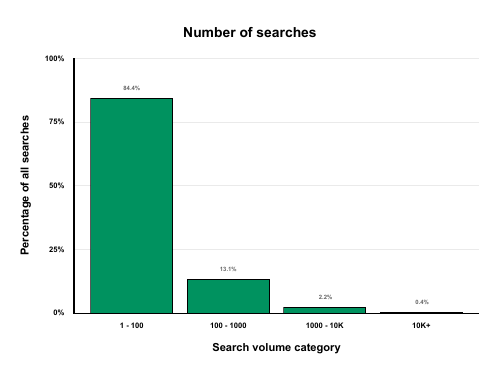 Number of searches
100%
75%
50%
25%
0%
Percentage of all searches
84.4%
13.1%
2.2%
0.4%
1 - 100
100 - 1000
1000 - 10K
10K+
Search volume category